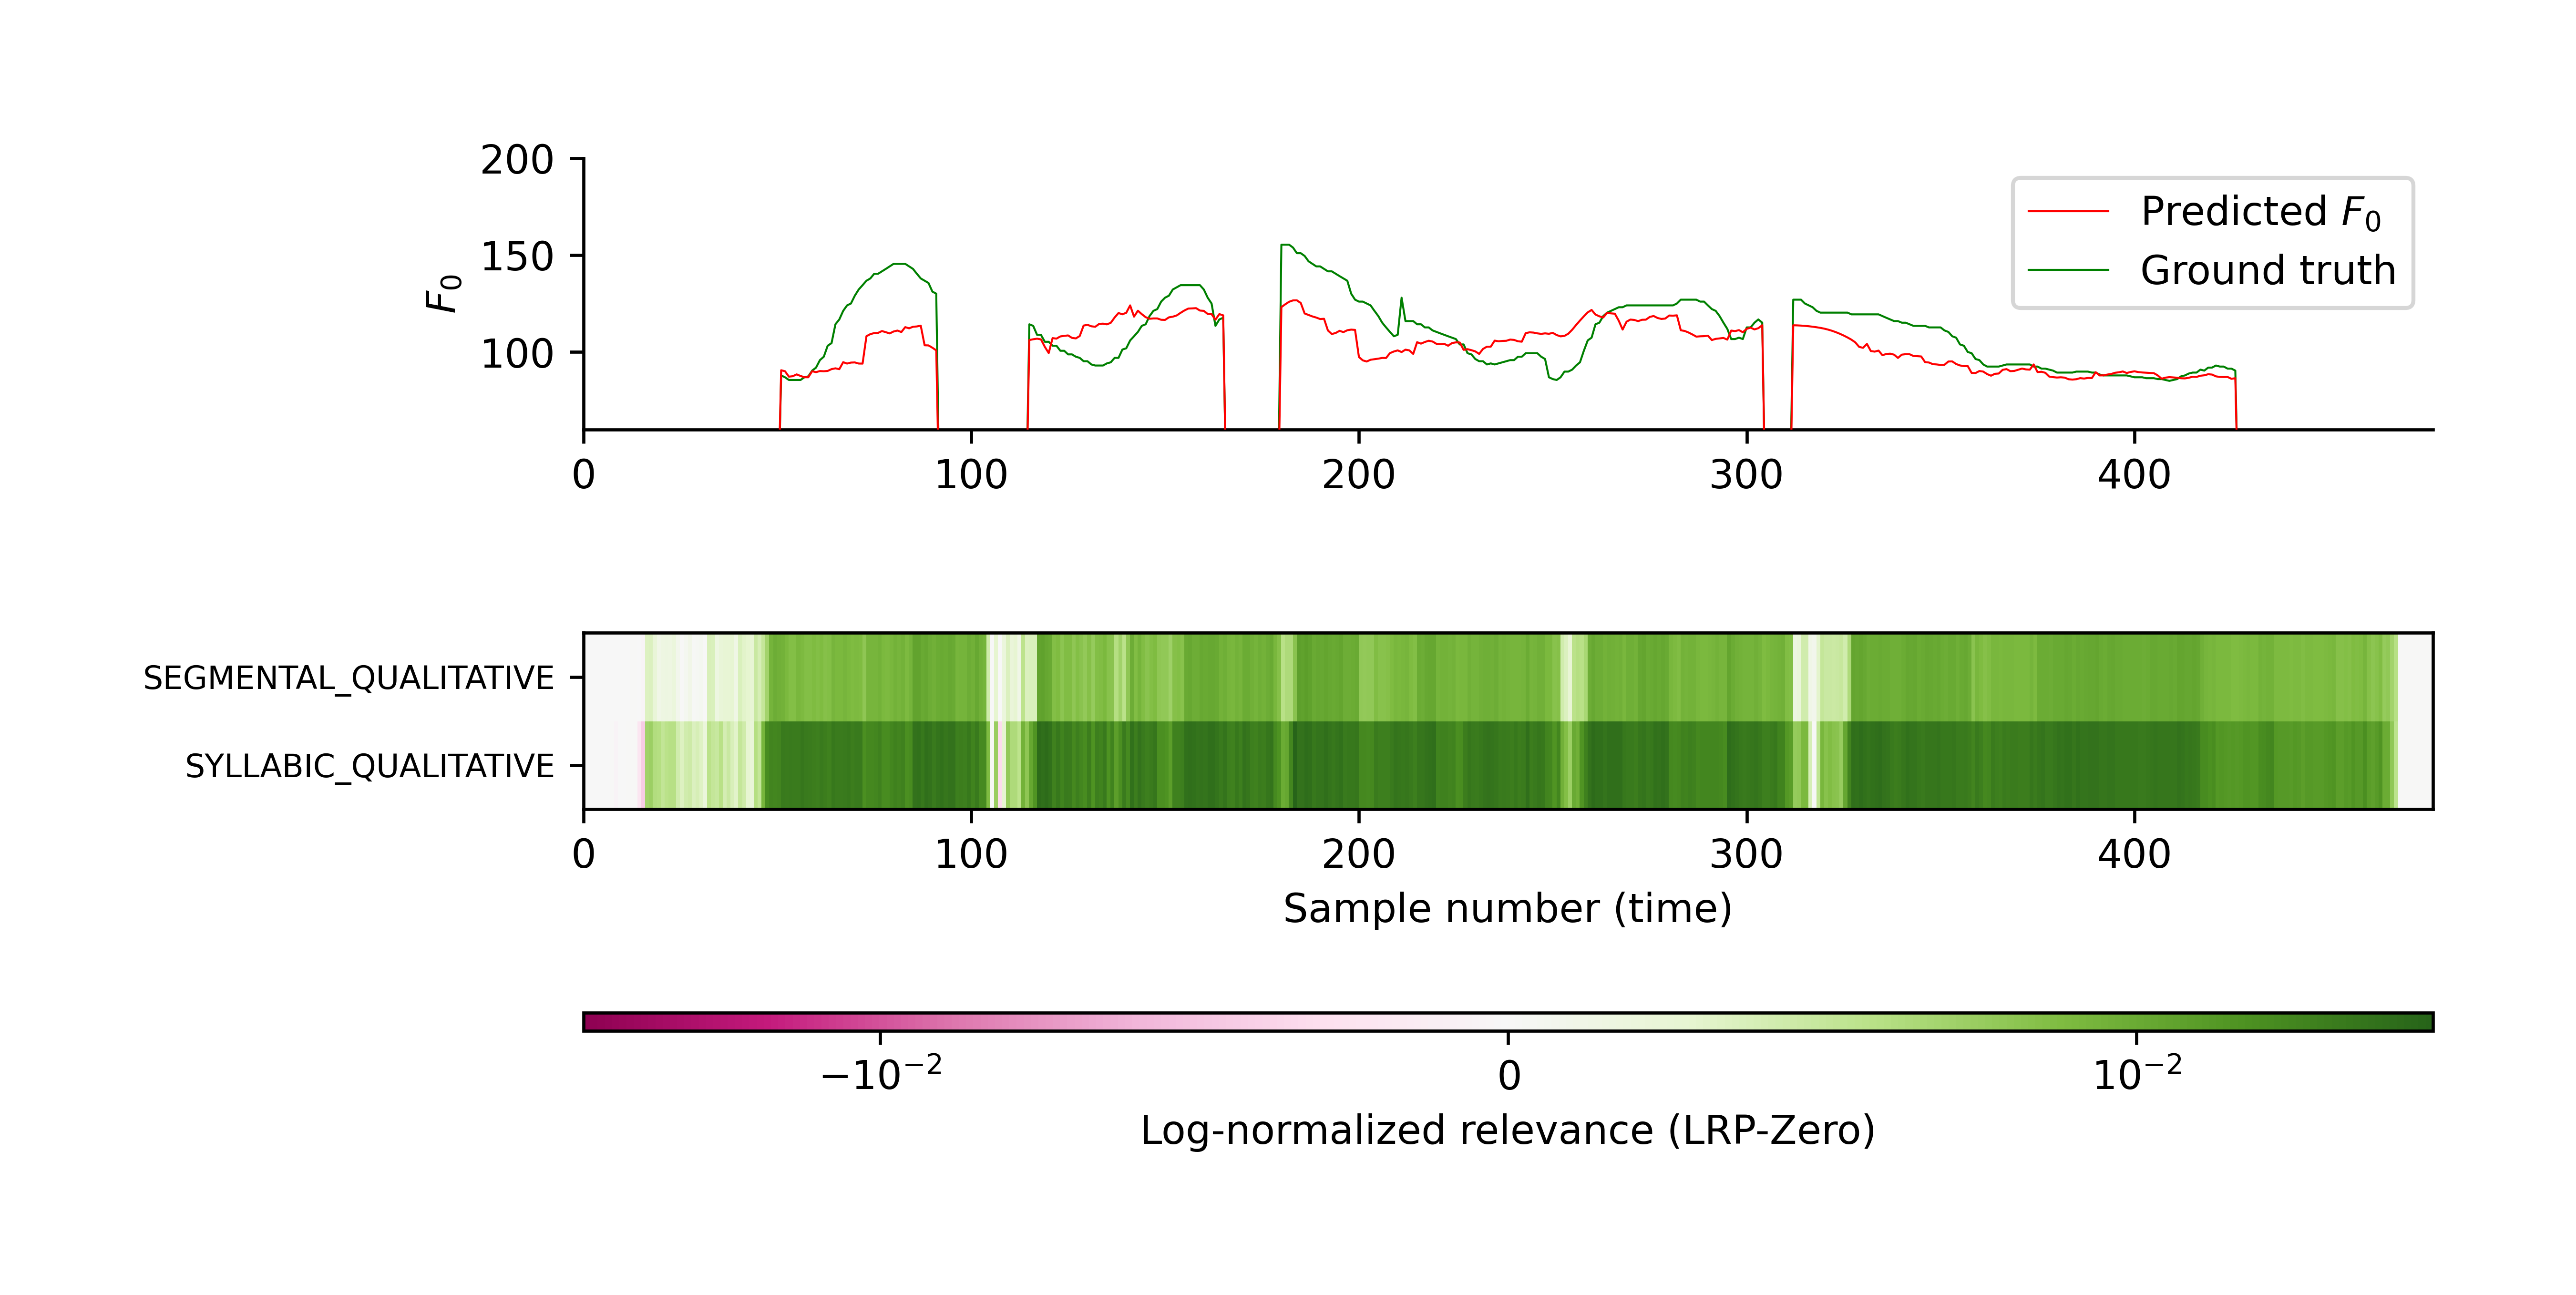 200
150
100
F₀
Predicted F₀
Ground truth
0 100 200 300 400
SEGMENTAL_QUALITATIVE
SYLLABIC_QUALITATIVE
0 100 200 300 400
Sample number (time)
−10⁻² 0 10⁻²
Log-normalized relevance (LRP-Zero)